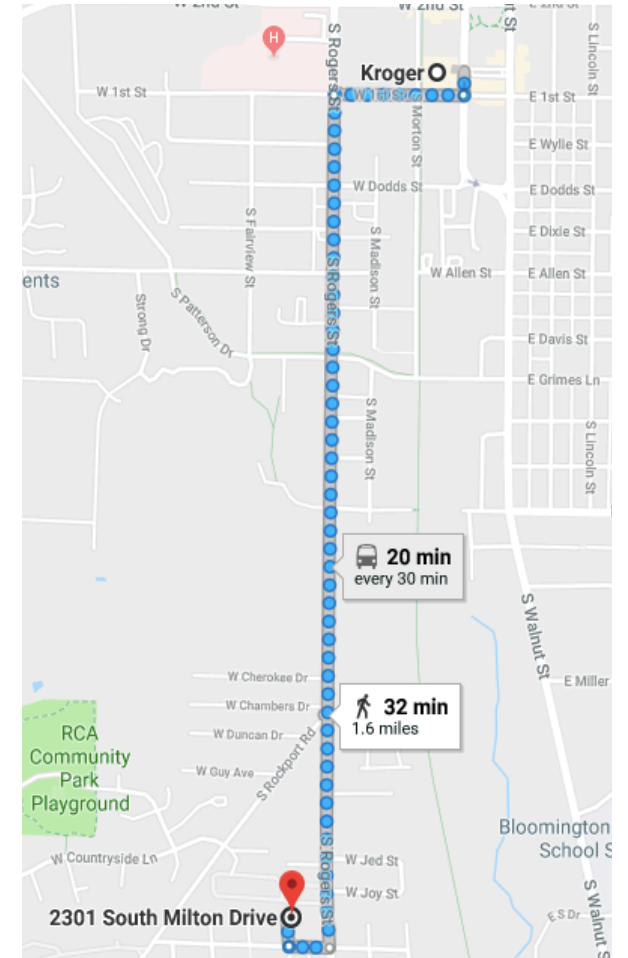 W 2nd St
E 2nd St
rt St
S Rogers St
S Lincoln St
H
Kroger
W 1st St
W 1st St
E 1st St
S Morton St
E Wylie St
W Dodds St
E Dodds St
S Fairview St
S Madison St
E Dixie St
ents
W Allen St
E Allen St
S Rogers St
Strong Dr
S Patterson Dr
E Davis St
E Grimes Ln
S Madison St
S Lincoln St
20 min
every 30 min
S Walnut St
W Cherokee Dr
E Miller
W Chambers Dr
32 min
1.6 miles
RCA
Community
Park
Playground
W Duncan Dr
S Rockport Rd
W Guy Ave
Bloomington
School S
W Countryside Ln
W Jed St
S Rogers St
W Joy St
S Walnut S
2301 South Milton Drive
E S Dr